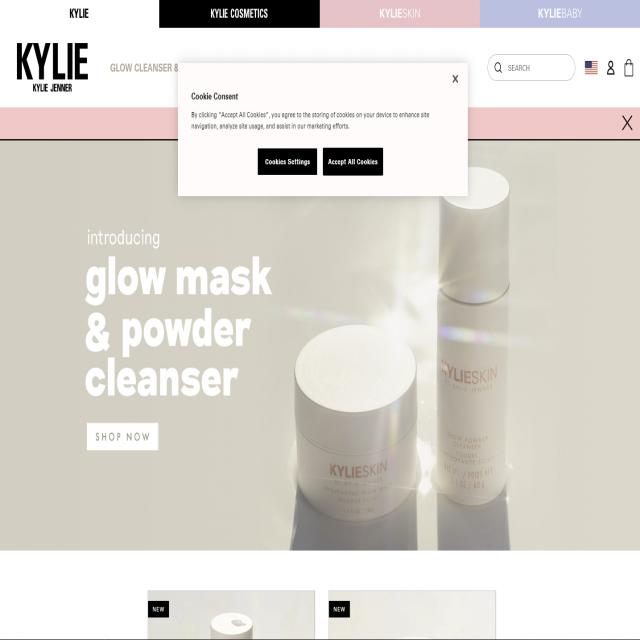 KYLIE
KYLIE COSMETICS
KYLIESKIN
KYLIEBABY
KYLIE
KYLIE JENNER
GLOW CLEANSER &
SEARCH
X
Cookie Consent
By clicking "Accept All Cookies", you agree to the storing of cookies on your device to enhance site
navigation, analyze site usage, and assist in our marketing efforts.
Cookies Settings
Accept All Cookies
X
introducing
glow mask
& powder
cleanser
SHOP NOW
KYLIESKIN
KYLIESKIN
NEW
NEW